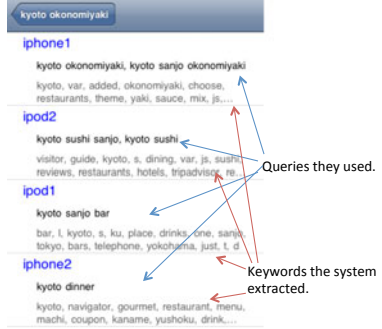 kyoto okonomiyaki
iphone1
kyoto okonomiyaki, kyoto sanjo okonomiyaki
kyoto, var, added, okonomiyaki, choose,
restaurants, theme, yaki, sauce, mix, js,...
ipod2
kyoto sushi sanjo, kyoto sushi
visitor, guide, kyoto, s, dining, var, js, sushi,
reviews, restaurants, hotels, tripadvisor, re...
Queries they used.
ipod1
kyoto sanjo bar
bar, l, kyoto, s, ku, place, drinks, one, sanjo,
tokyo, bars, telephone, yokohama, just, t, d
iphone2
Keywords the system
extracted.
kyoto dinner
kyoto, navigator, gourmet, restaurant, menu,
machi, coupon, kaname, yushoku, drink,...